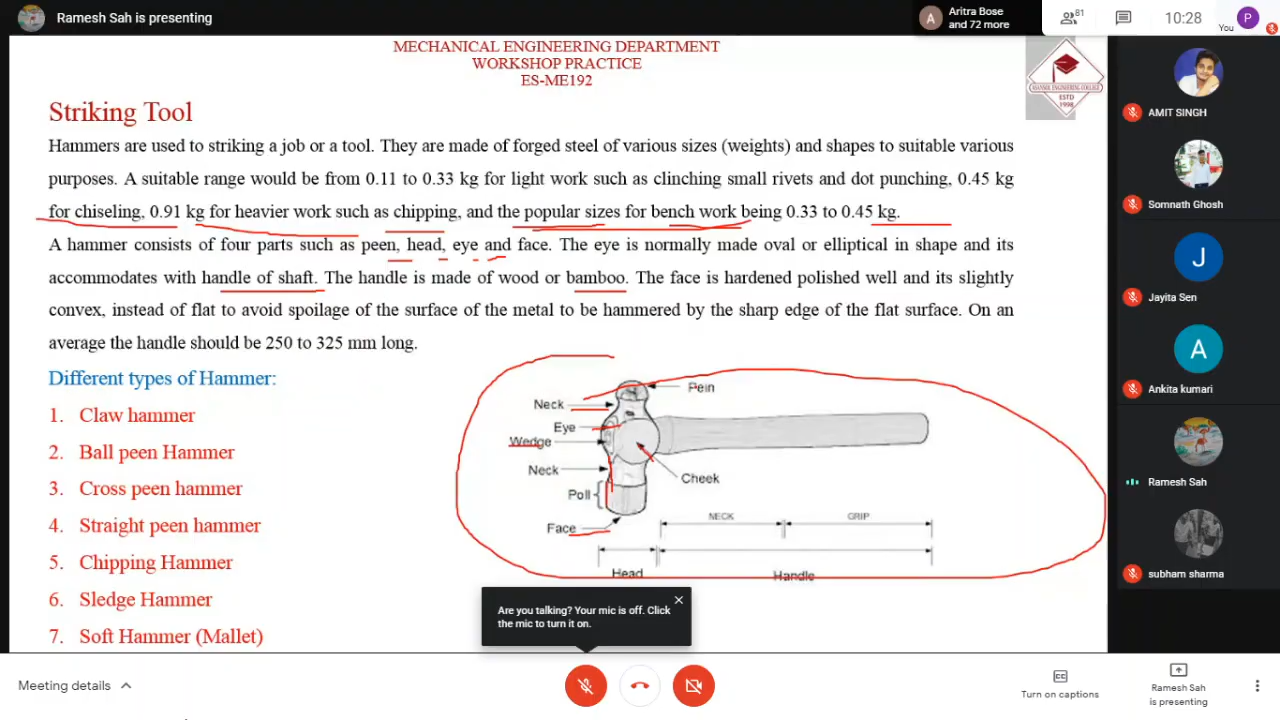 Ramesh Sah is presenting
A
Aritra Bose
and 72 more
81
10:28
You
P
MECHANICAL ENGINEERING DEPARTMENT
WORKSHOP PRACTICE
ES-ME192
ESTD
1998
Striking Tool
Hammers are used to striking a job or a tool. They are made of forged steel of various sizes (weights) and shapes to suitable various
purposes. A suitable range would be from 0.11 to 0.33 kg for light work such as clinching small rivets and dot punching, 0.45 kg
for chiseling, 0.91 kg for heavier work such as chipping, and the popular sizes for bench work being 0.33 to 0.45 kg.
A hammer consists of four parts such as peen, head, eye and face. The eye is normally made oval or elliptical in shape and its
accommodates with handle of shaft. The handle is made of wood or bamboo. The face is hardened polished well and its slightly
convex, instead of flat to avoid spoilage of the surface of the metal to be hammered by the sharp edge of the flat surface. On an
average the handle should be 250 to 325 mm long.
Different types of Hammer:
1. Claw hammer
2. Ball peen Hammer
3. Cross peen hammer
4. Straight peen hammer
5. Chipping Hammer
6. Sledge Hammer
7. Soft Hammer (Mallet)
Pein
Neck
Eye
Wedge
Neck
Cheek
Poll
Face
NECK
GRIP
Head
Handle
AMIT SINGH
Somnath Ghosh
J
Jayita Sen
A
Ankita kumari
Ramesh Sah
subham sharma
Are you talking? Your mic is off. Click
the mic to turn it on.
Meeting details
CC
Turn on captions
Ramesh Sah
is presenting